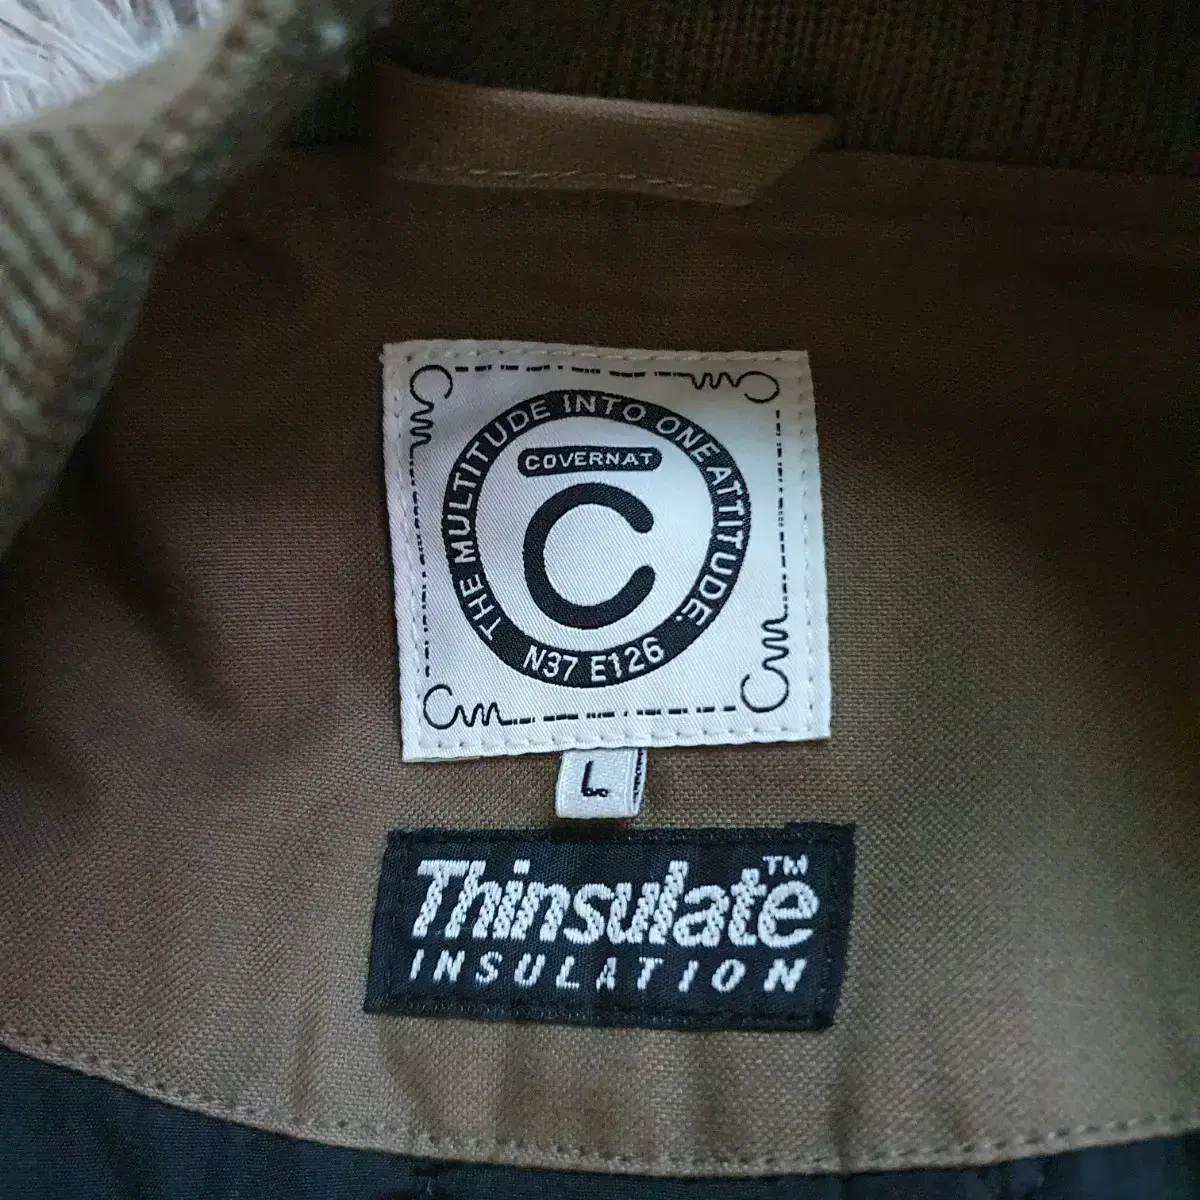 THE MULTITUDE INTO ONE ATTITUDE.
COVERNAT
C
N37 E126
L
Thinsulate™
INSULATION